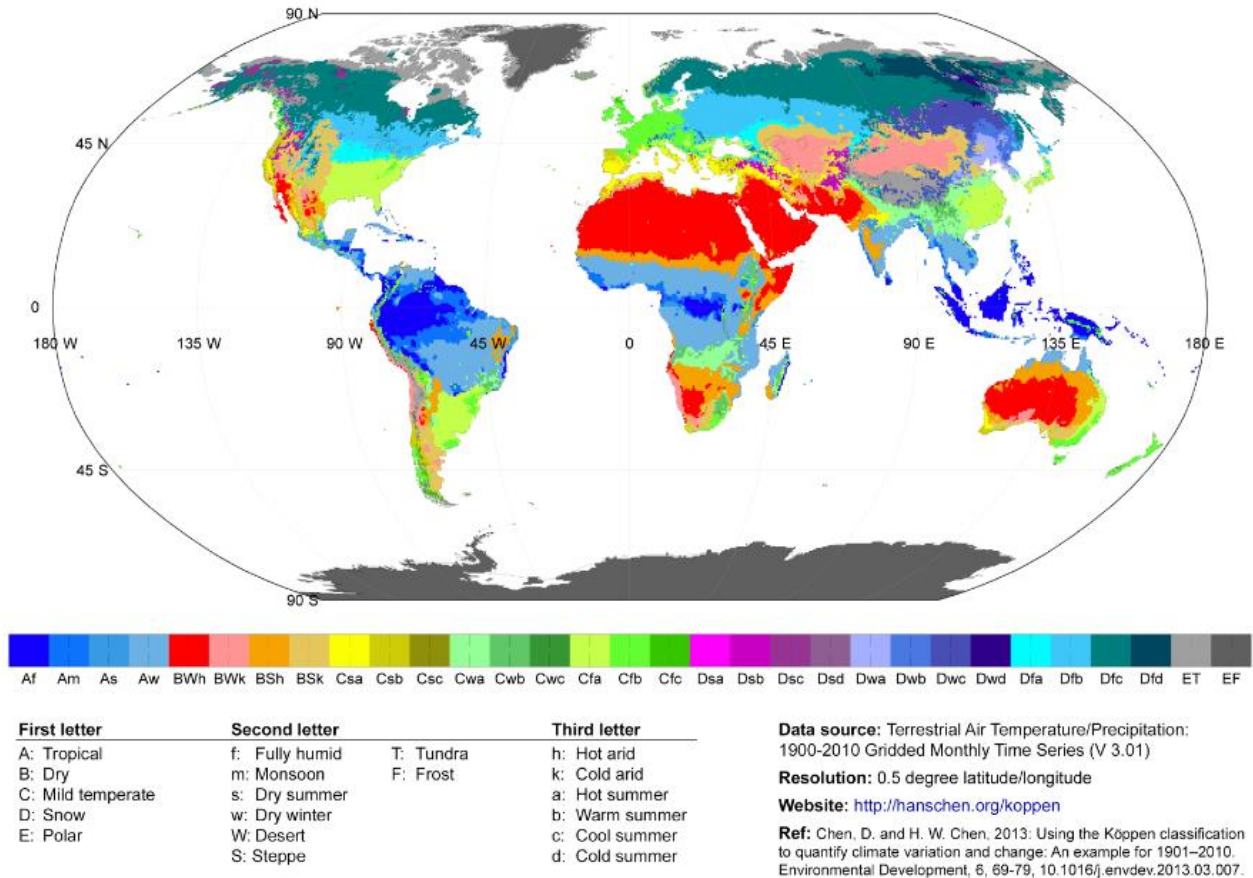 90 N
45 N
0
180 W
135 W
90 W
45 W
0
45 E
90 E
135 E
180 E
45 S
90 S
Af Am As Aw BWh BWk BSh BSk Csa Csb Csc Cwa Cwb Cwc Cfa Cfb Cfc Dsa Dsb Dsc Dsd Dwa Dwb Dwc Dwd Dfa Dfb Dfc Dfd ET EF
First letter
A: Tropical
B: Dry
C: Mild temperate
D: Snow
E: Polar
Second letter
f: Fully humid
m: Monsoon
s: Dry summer
w: Dry winter
W: Desert
S: Steppe
T: Tundra
F: Frost
Third letter
h: Hot arid
k: Cold arid
a: Hot summer
b: Warm summer
c: Cool summer
d: Cold summer
Data source: Terrestrial Air Temperature/Precipitation:
1900-2010 Gridded Monthly Time Series (V 3.01)
Resolution: 0.5 degree latitude/longitude
Website: http://hanschen.org/koppen
Ref: Chen, D. and H. W. Chen, 2013: Using the Köppen classification
to quantify climate variation and change: An example for 1901–2010.
Environmental Development, 6, 69-79, 10.1016/j.envdev.2013.03.007.